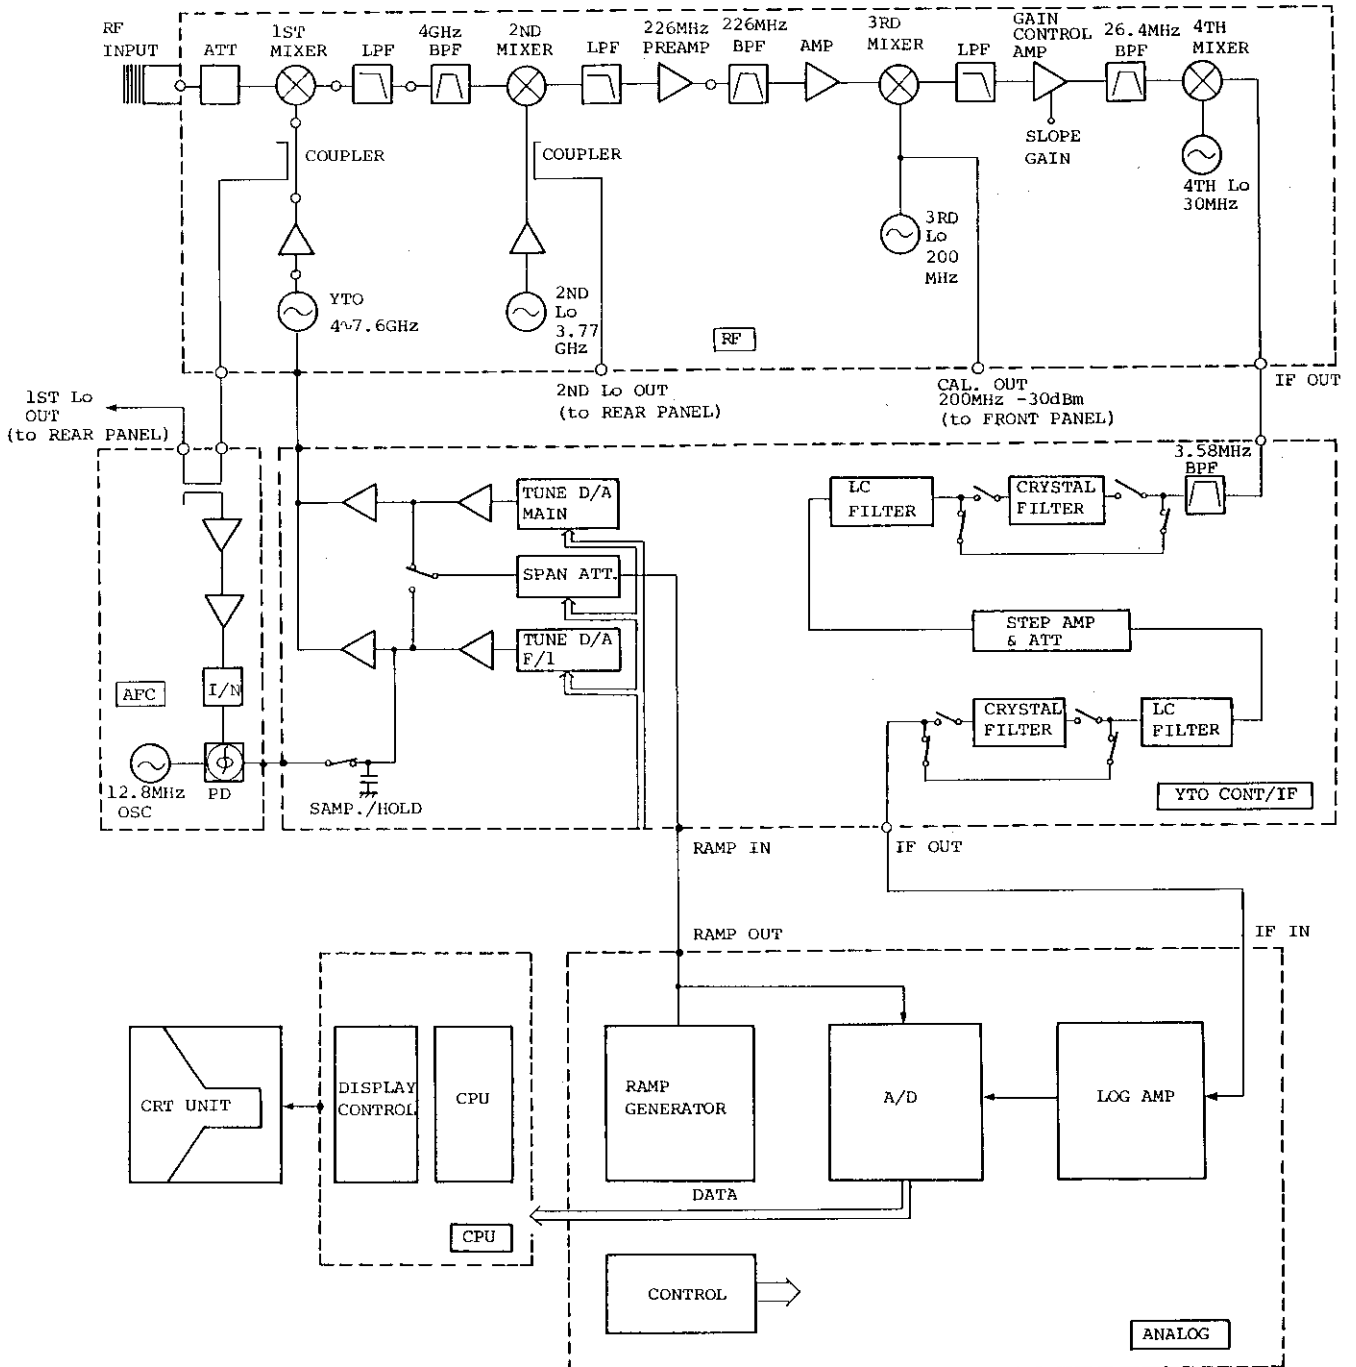 RF
INPUT
ATT
1ST
MIXER
LPF
4GHz
BPF
2ND
MIXER
LPF
226MHz
PREAMP
226MHz
BPF
AMP
3RD
MIXER
LPF
GAIN
CONTROL
AMP
26.4MHz
BPF
4TH
MIXER
COUPLER
COUPLER
SLOPE
GAIN
4TH Lo
30MHz
3RD
Lo
200
MHz
YTO
4∿7.6GHz
2ND
Lo
3.77
GHz
RF
1ST Lo
OUT
(to REAR PANEL)
2ND Lo OUT
(to REAR PANEL)
CAL. OUT
200MHz -30dBm
(to FRONT PANEL)
IF OUT
3.58MHz
BPF
TUNE D/A
MAIN
LC
FILTER
CRYSTAL
FILTER
SPAN ATT.
STEP AMP
& ATT
TUNE D/A
F/1
AFC
1/N
CRYSTAL
FILTER
LC
FILTER
12.8MHz
OSC
PD
SAMP./HOLD
YTO CONT/IF
RAMP IN
IF OUT
RAMP OUT
IF IN
CRT UNIT
DISPLAY
CONTROL
CPU
RAMP
GENERATOR
A/D
LOG AMP
DATA
CPU
CONTROL
ANALOG